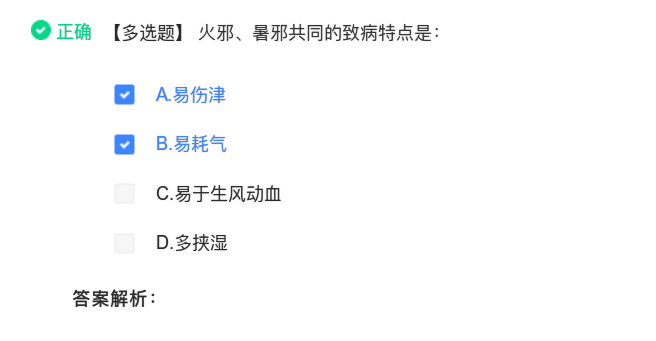 正确 【多选题】 火邪、暑邪共同的致病特点是：
A.易伤津
B.易耗气
C.易于生风动血
D.多挟湿
答案解析：